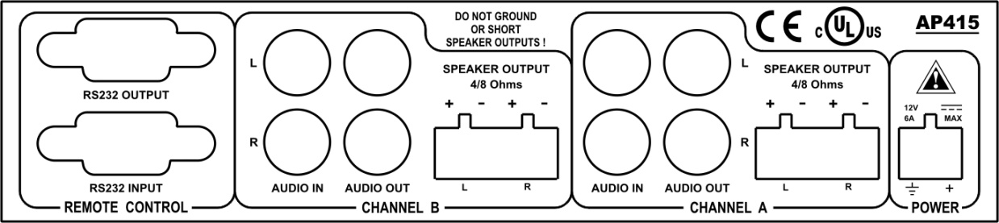 RS232 OUTPUT
RS232 INPUT
REMOTE CONTROL
DO NOT GROUND
OR SHORT
SPEAKER OUTPUTS !
L
R
AUDIO IN AUDIO OUT
SPEAKER OUTPUT
4/8 Ohms
+ - + -
L R
CHANNEL B
L
R
AUDIO IN AUDIO OUT
SPEAKER OUTPUT
4/8 Ohms
+ - + -
L R
CHANNEL A
CE
c UL US
AP415
!
12V
6A MAX
+
POWER